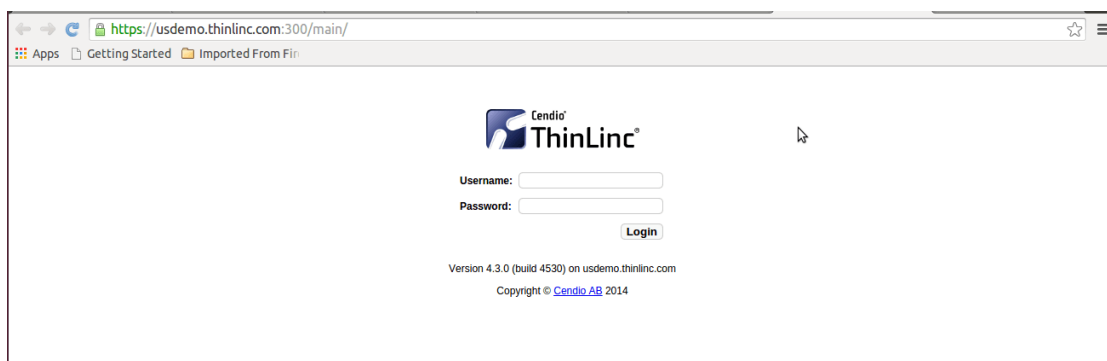 https://usdemo.thinlinc.com:300/main/
Apps Getting Started Imported From Fir
Cendio®
ThinLinc®
Username:
Password:
Login
Version 4.3.0 (build 4530) on usdemo.thinlinc.com
Copyright © Cendio AB 2014